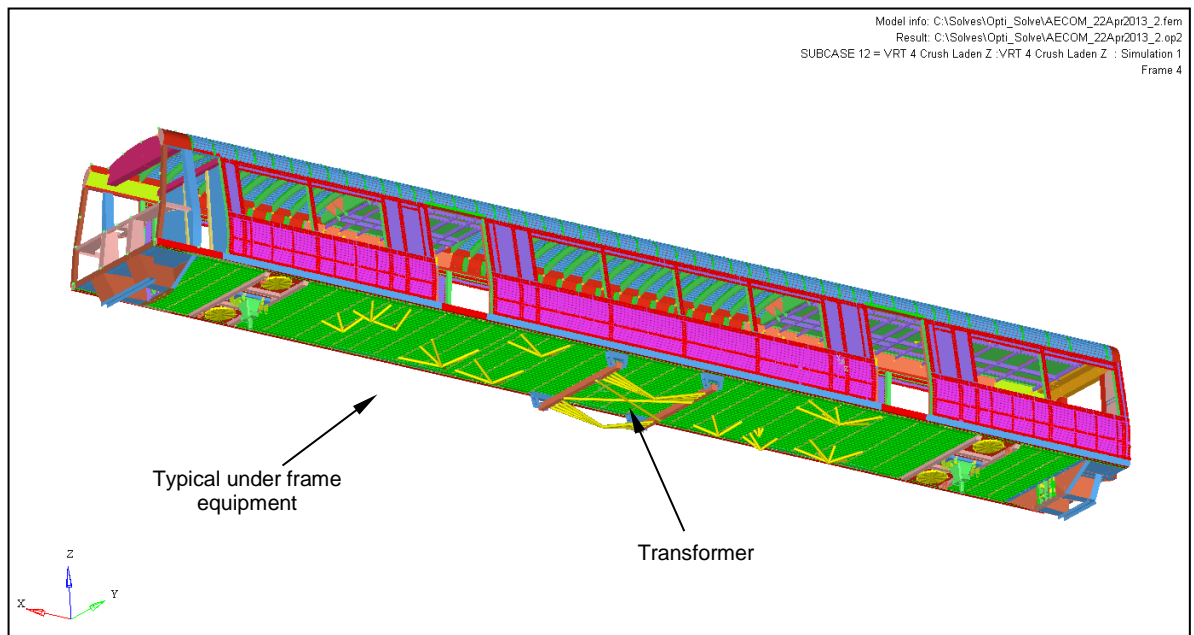 Model info: C:\Solves\Opti_Solve\AECOM_22Apr2013_2.fem
Result: C:\Solves\Opti_Solve\AECOM_22Apr2013_2.op2
SUBCASE 12 = VRT 4 Crush Laden Z :VRT 4 Crush Laden Z : Simulation 1
Frame 4
Typical under frame
equipment
Transformer
Z
X
Y